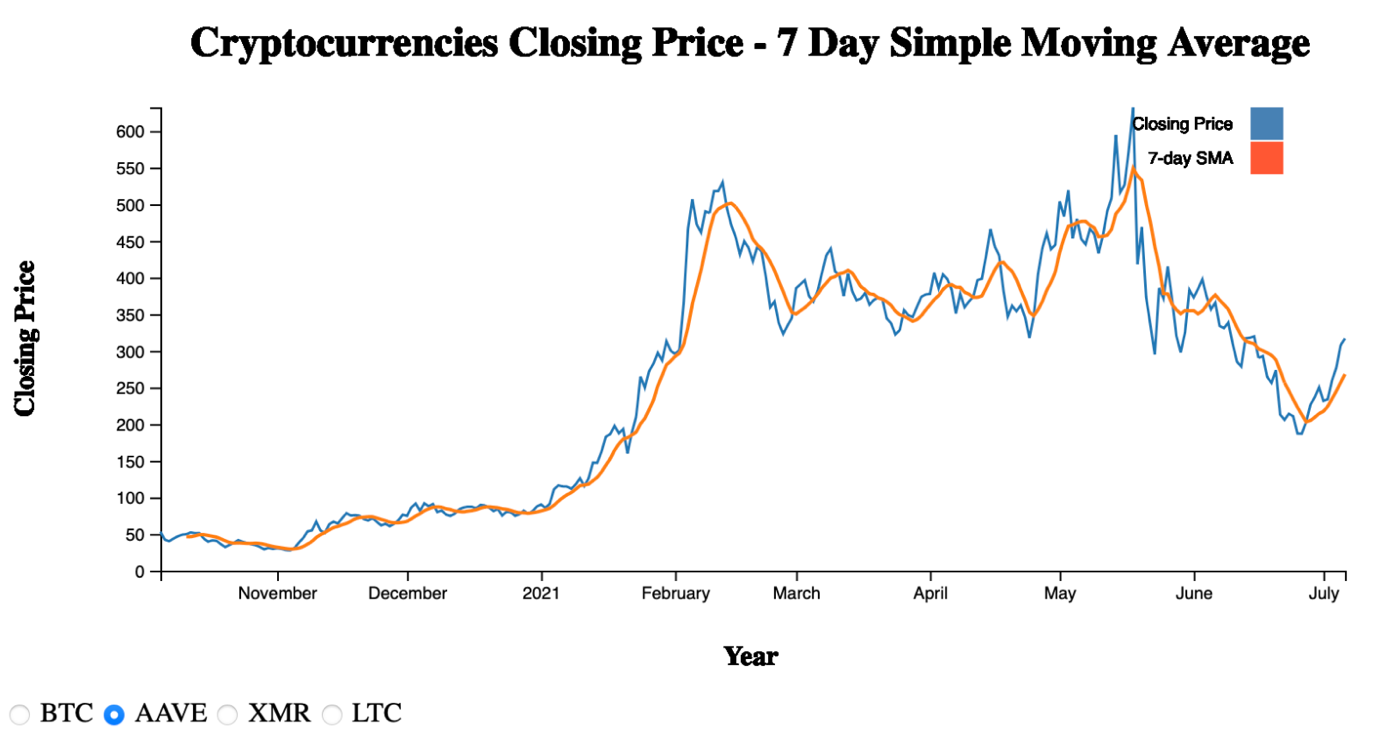 Cryptocurrencies Closing Price - 7 Day Simple Moving Average
Closing Price
7-day SMA
600
550
500
450
400
350
300
250
200
150
100
50
0
Closing Price
November December 2021 February March April May June July
Year
BTC AAVE XMR LTC